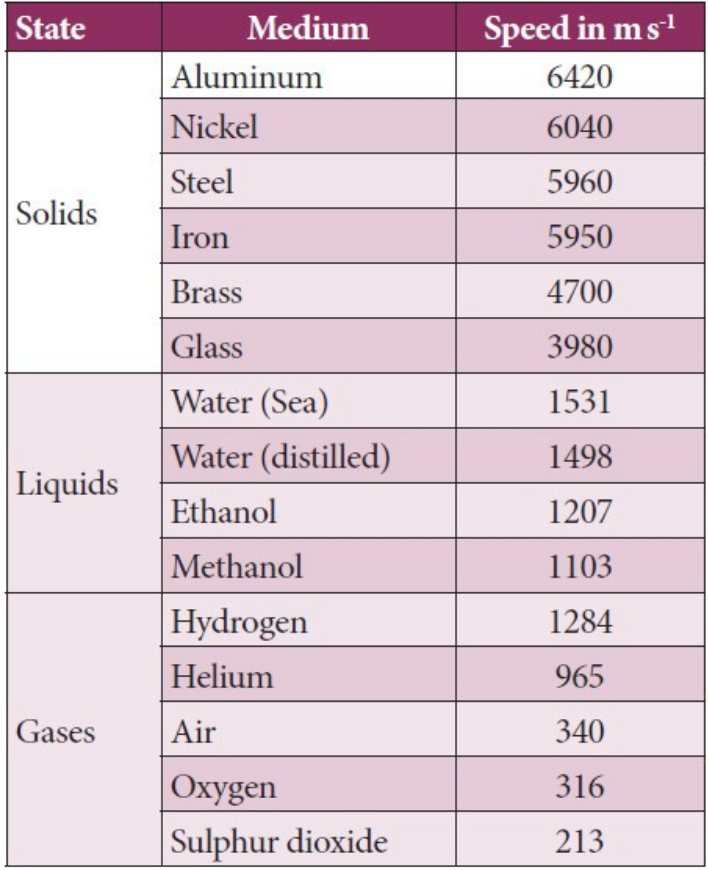 State Medium Speed in m s⁻¹
Aluminum 6420
Nickel 6040
Steel 5960
Solids
Iron 5950
Brass 4700
Glass 3980
Water (Sea) 1531
Water (distilled) 1498
Liquids
Ethanol 1207
Methanol 1103
Hydrogen 1284
Helium 965
Gases Air 340
Oxygen 316
Sulphur dioxide 213